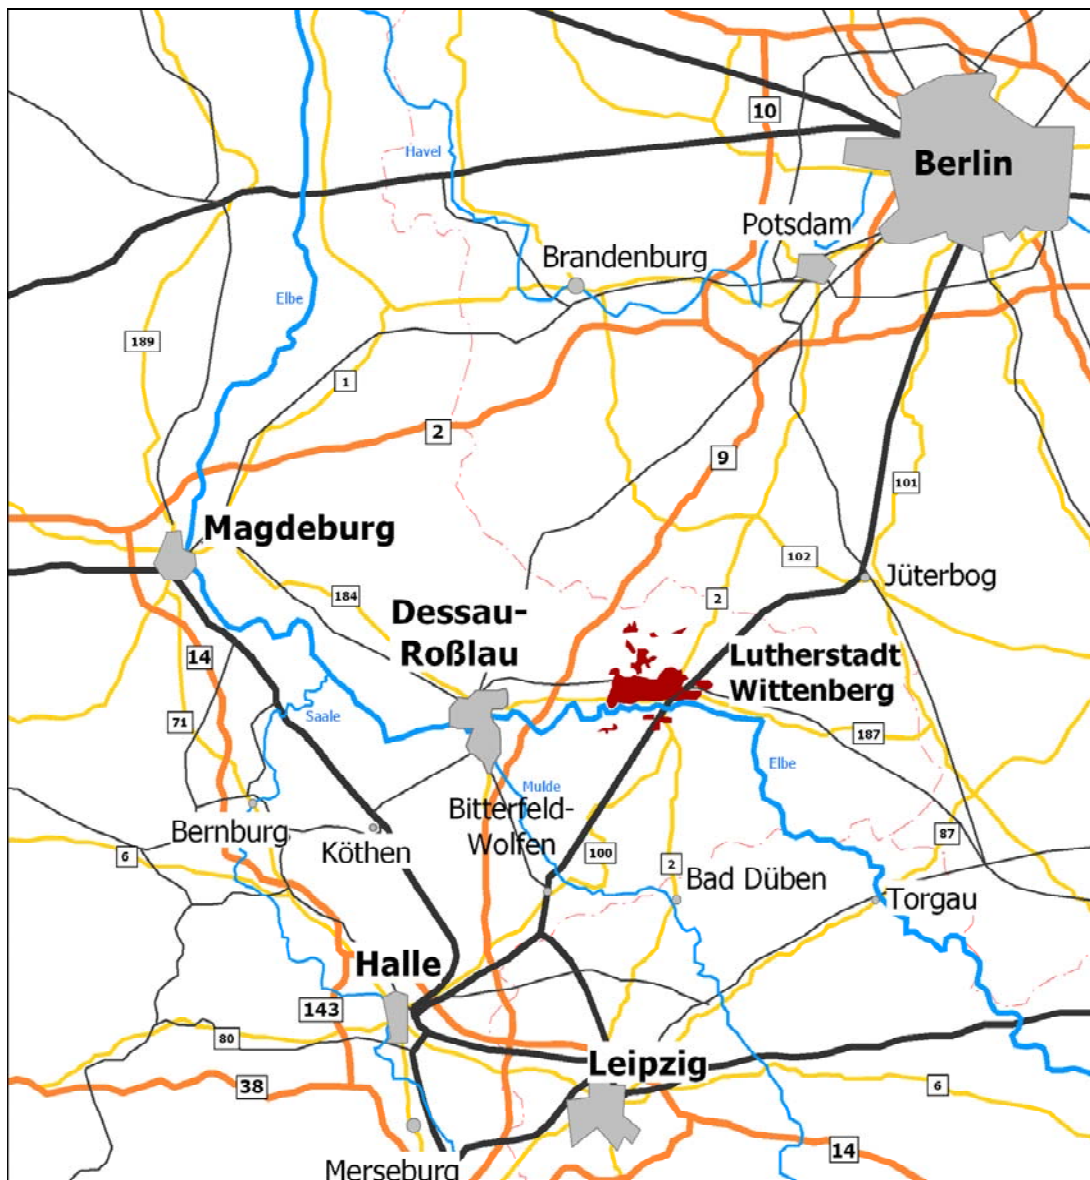 10
Havel
Berlin
Potsdam
Brandenburg
Elbe
189
1
2
9
101
Magdeburg
102
Jüterbog
184
2
Dessau-
Roßlau
14
Lutherstadt
Wittenberg
Saale
71
187
Elbe
Mulde
Bitterfeld-
Wolfen
Bernburg
87
Köthen
6
100
2
Bad Düben
Torgau
Halle
143
80
Leipzig
38
6
14
Merseburg